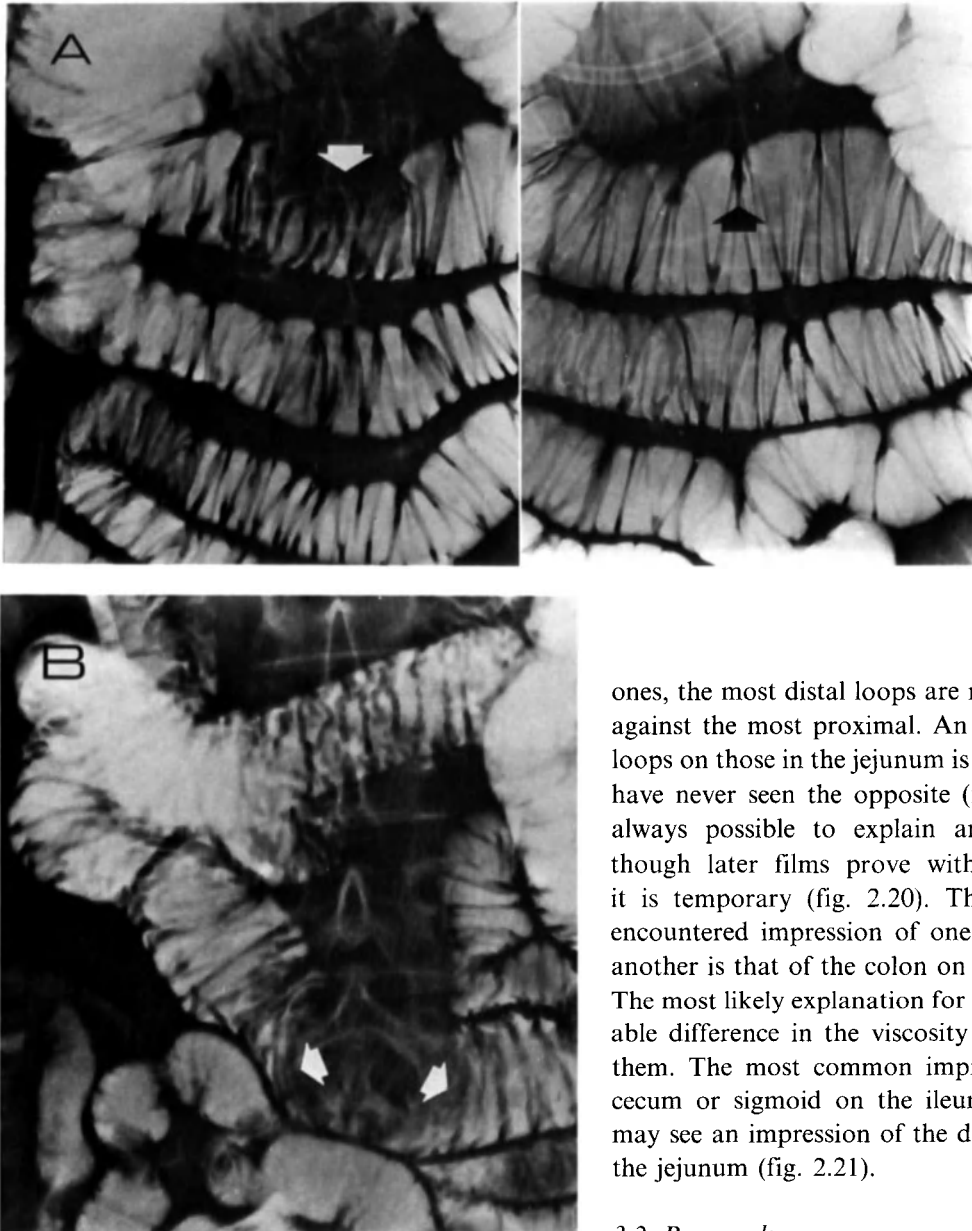 A
B
ones, the most distal loops are
against the most proximal. An
loops on those in the jejunum is
have never seen the opposite (
always possible to explain
though later films prove
it is temporary (fig. 2.20).
encountered impression of one
another is that of the colon on
The most likely explanation for
able difference in the viscosity
them. The most common
cecum or sigmoid on the
may see an impression of the
the jejunum (fig. 2.21).